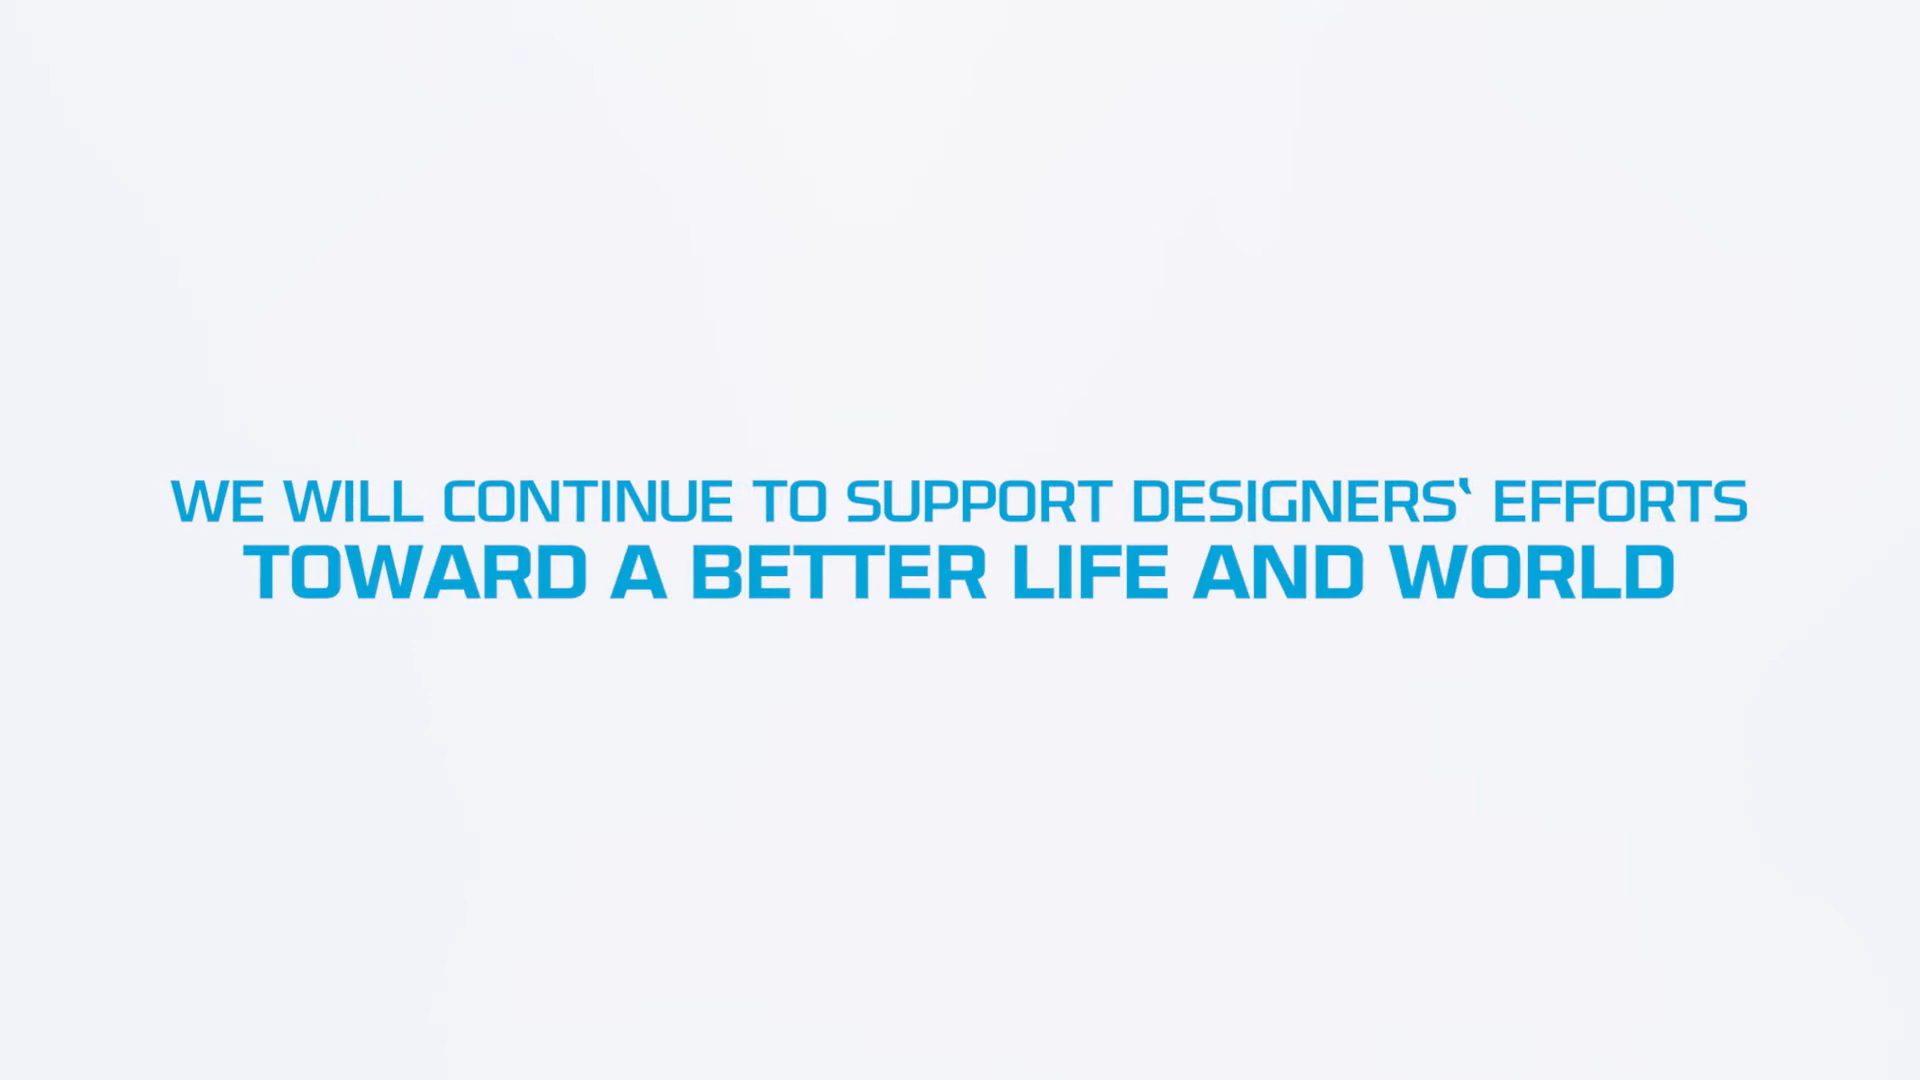 WE WILL CONTINUE TO SUPPORT DESIGNERS‛ EFFORTS
TOWARD A BETTER LIFE AND WORLD